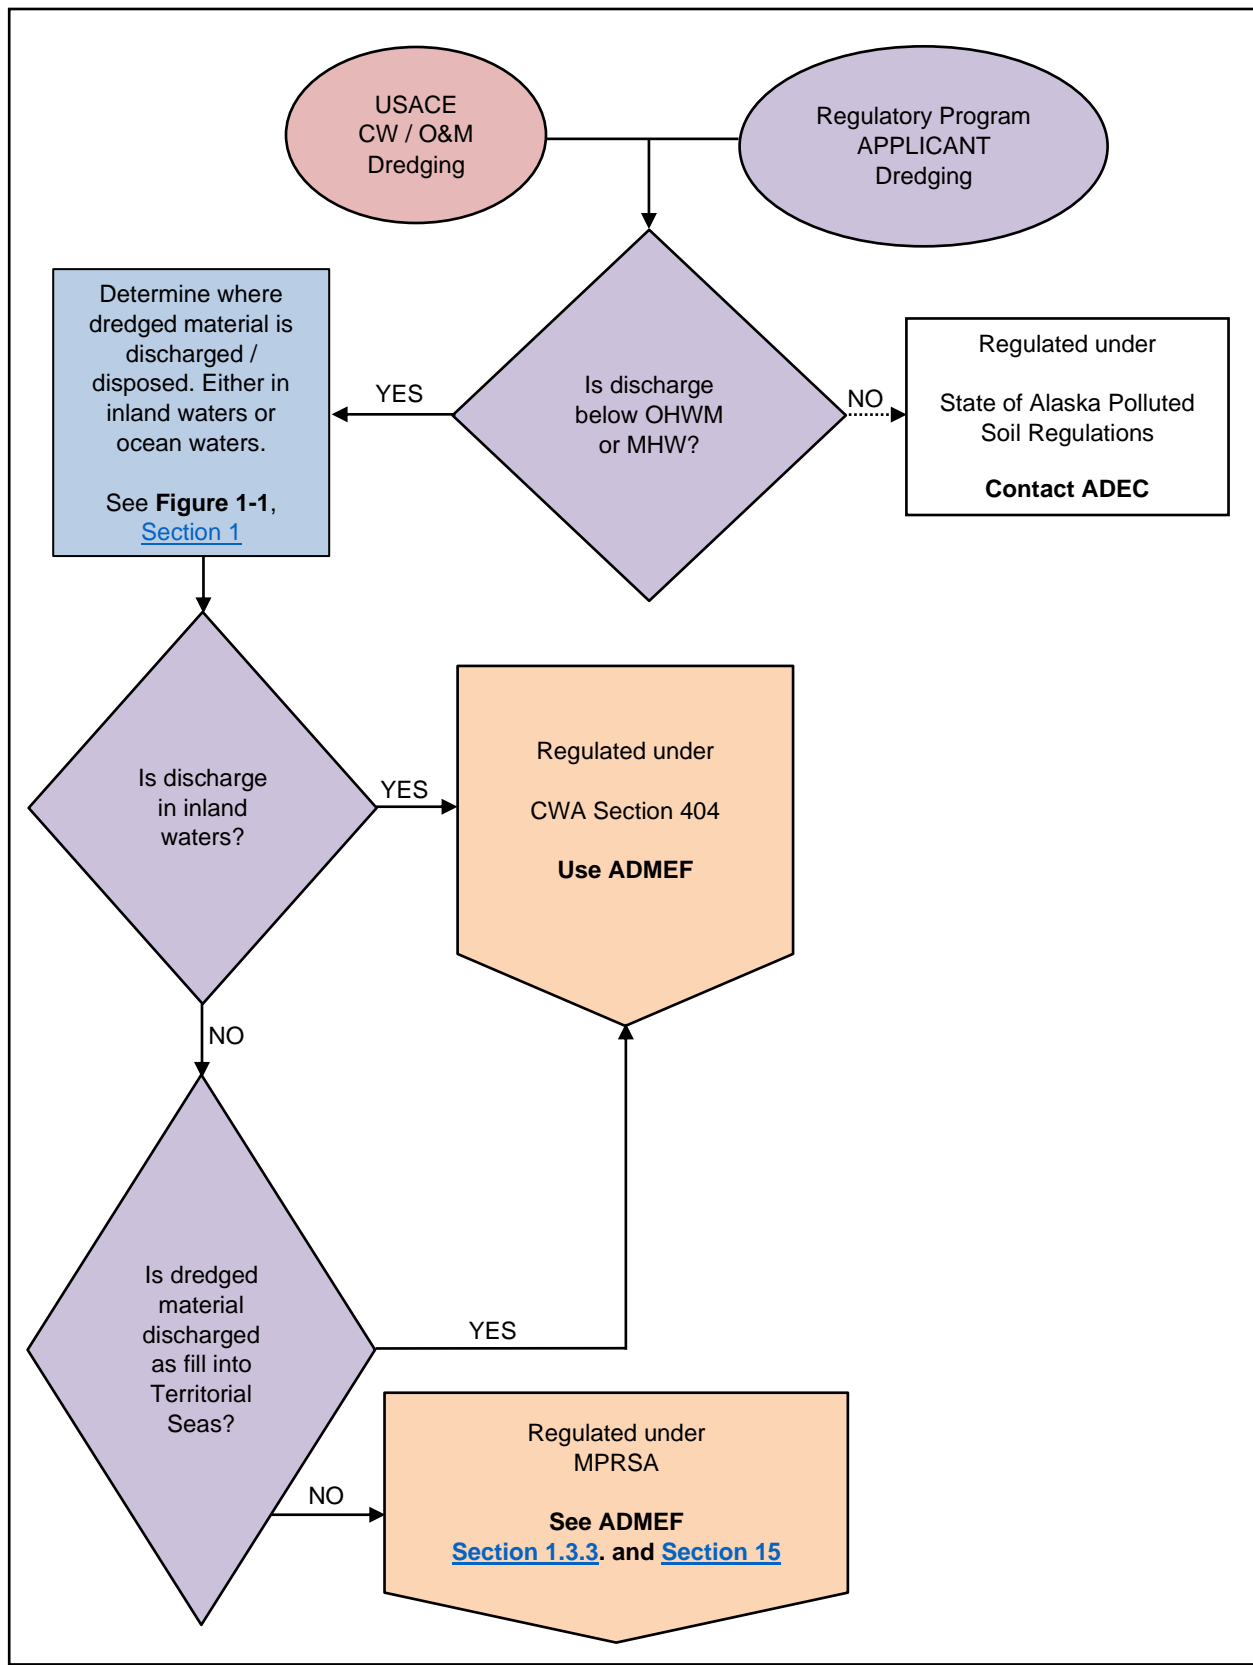 USACE
CW / O&M
Dredging
Regulatory Program
APPLICANT
Dredging
Determine where
dredged material is
discharged /
disposed. Either in
inland waters or
ocean waters.
See Figure 1-1,
Section 1
YES
Is discharge
below OHWM
or MHW?
NO
Regulated under
State of Alaska Polluted
Soil Regulations
Contact ADEC
Is discharge
in inland
waters?
YES
Regulated under
CWA Section 404
Use ADMEF
NO
Is dredged
material
discharged
as fill into
Territorial
Seas?
YES
NO
Regulated under
MPRSA
See ADMEF
Section 1.3.3. and Section 15